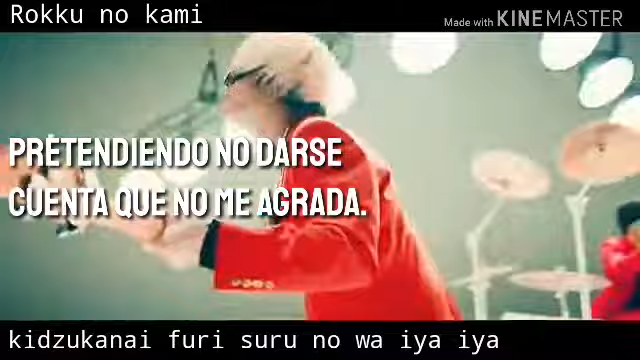 Rokku no kami
Made with KINEMASTER
PRETENDIENDO NO DARSE
CUENTA QUE NO ME AGRADA.
kidzukanai furi suru no wa iya iya